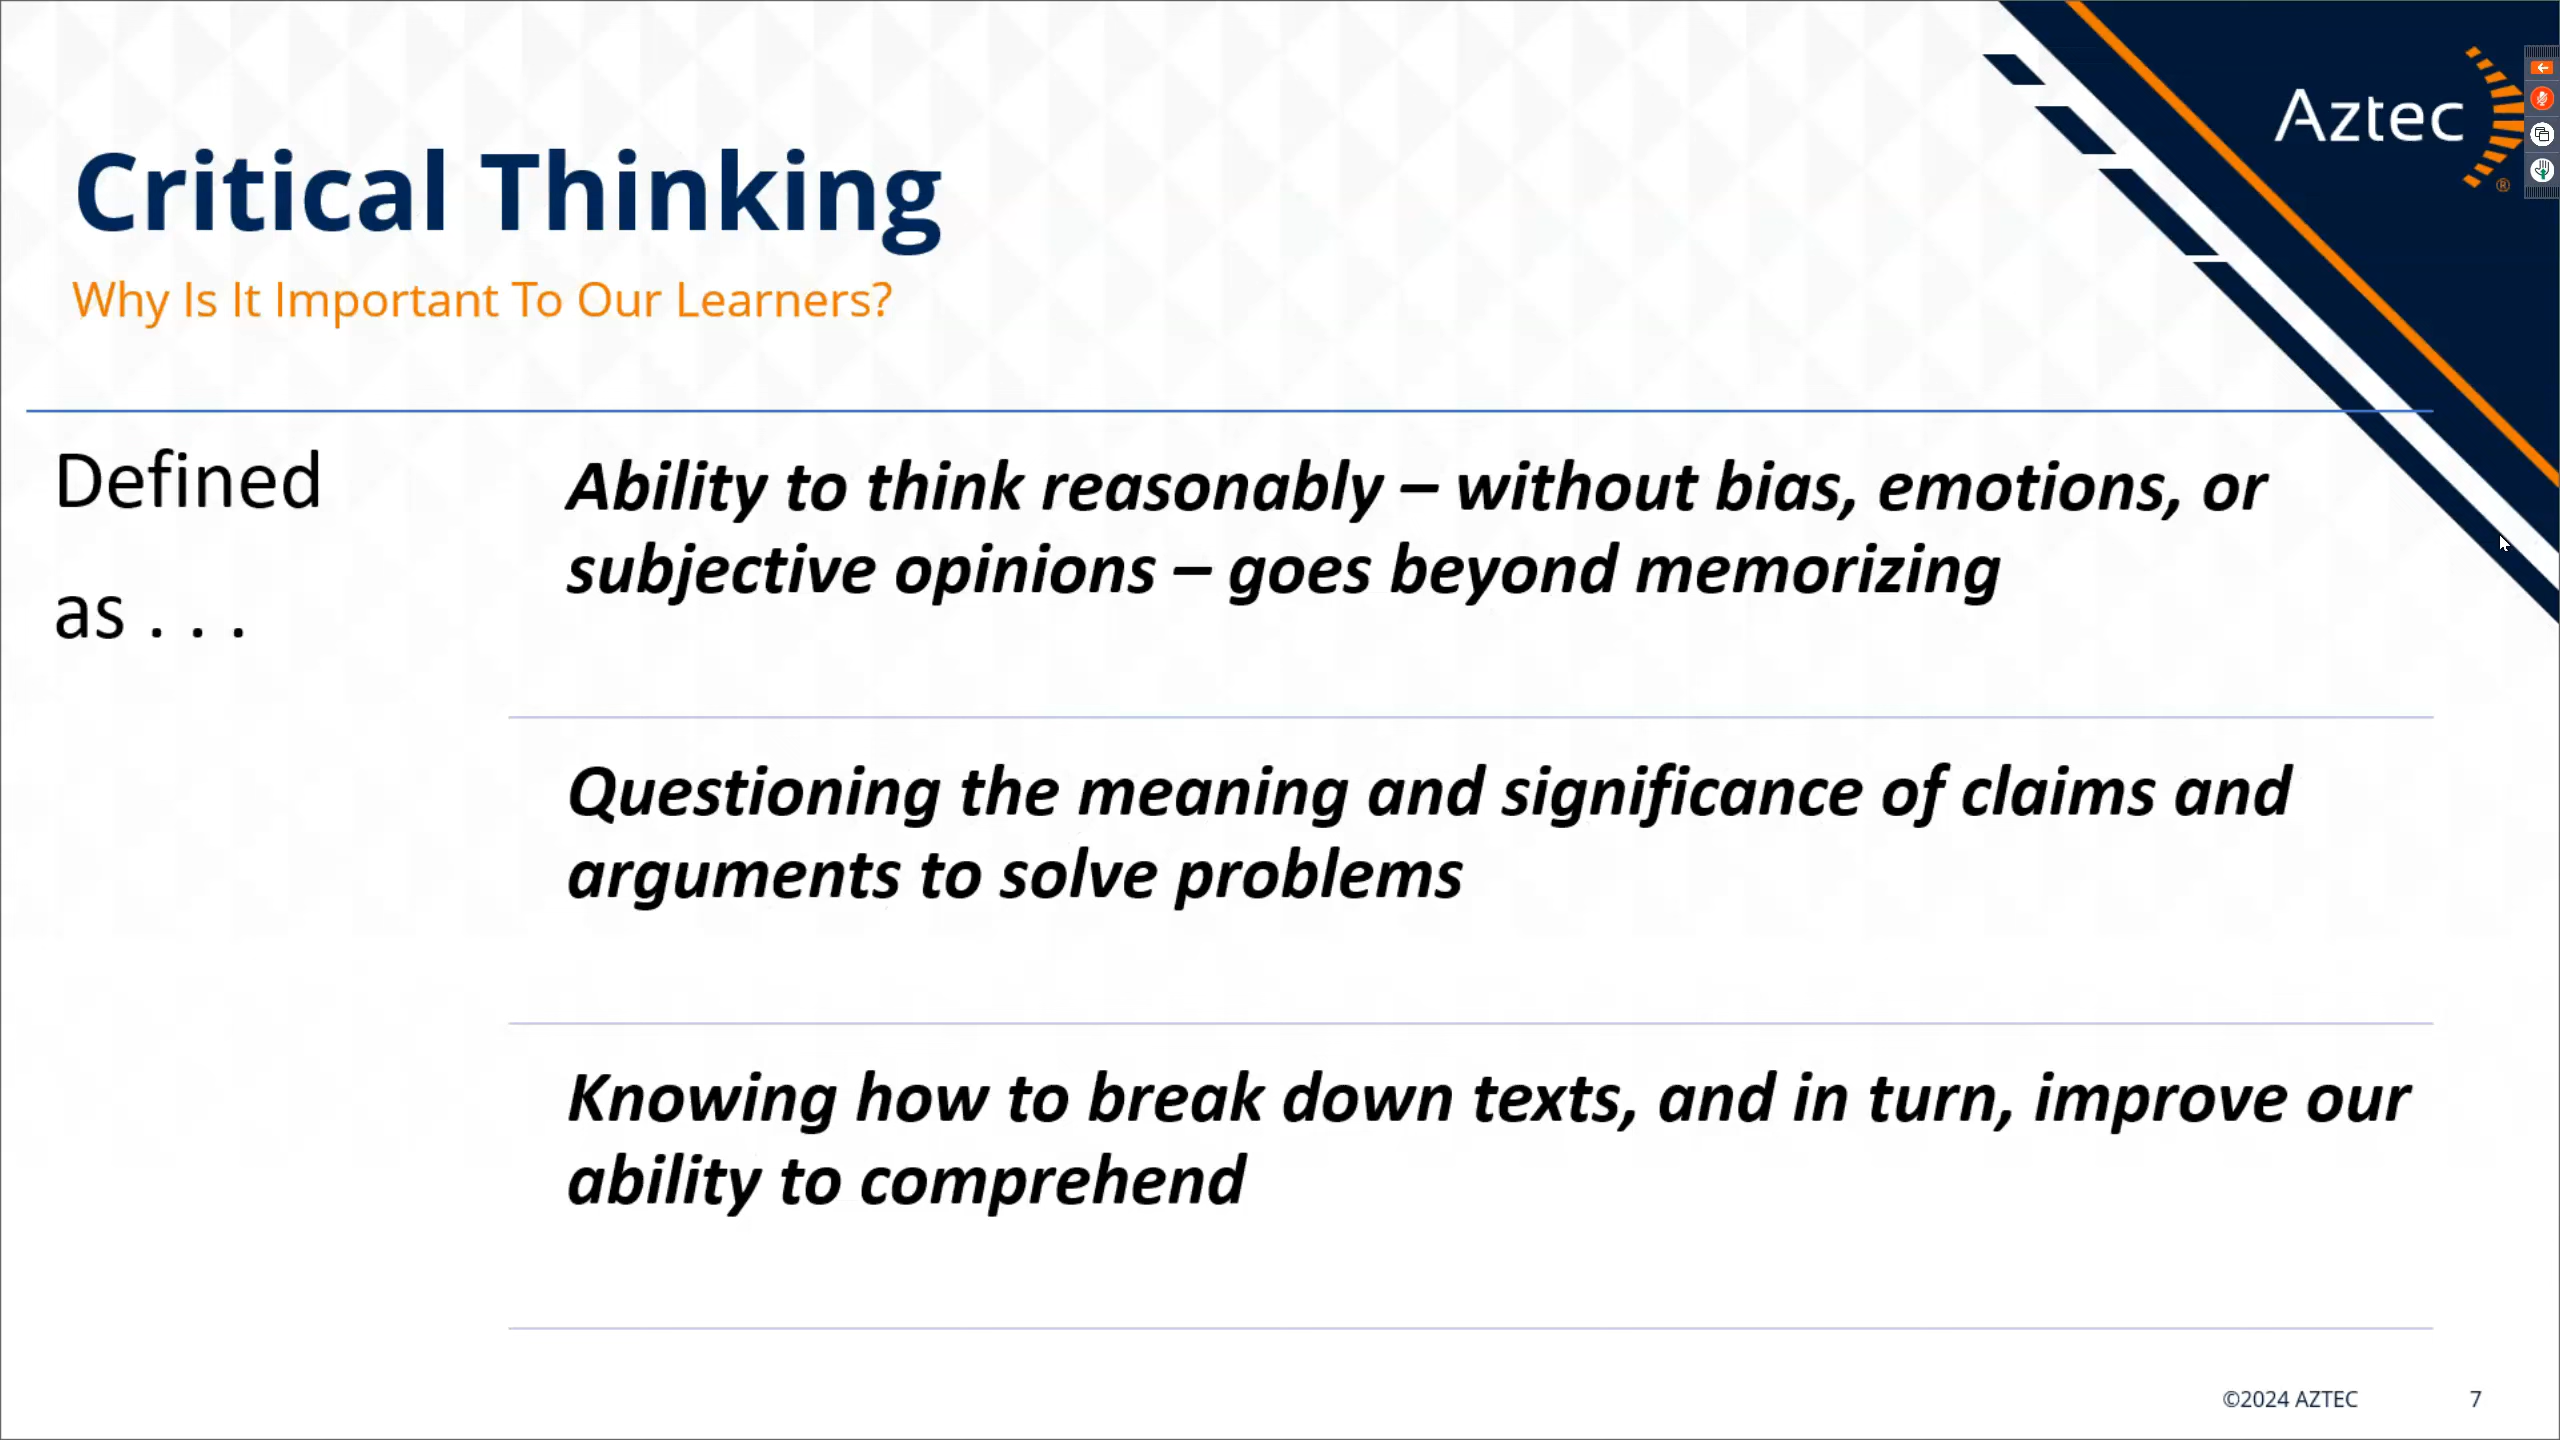 Aztec
®
Critical Thinking
Why Is It Important To Our Learners?
Defined
as . . .
Ability to think reasonably – without bias, emotions, or
subjective opinions – goes beyond memorizing
Questioning the meaning and significance of claims and
arguments to solve problems
Knowing how to break down texts, and in turn, improve our
ability to comprehend
©2024 AZTEC
7